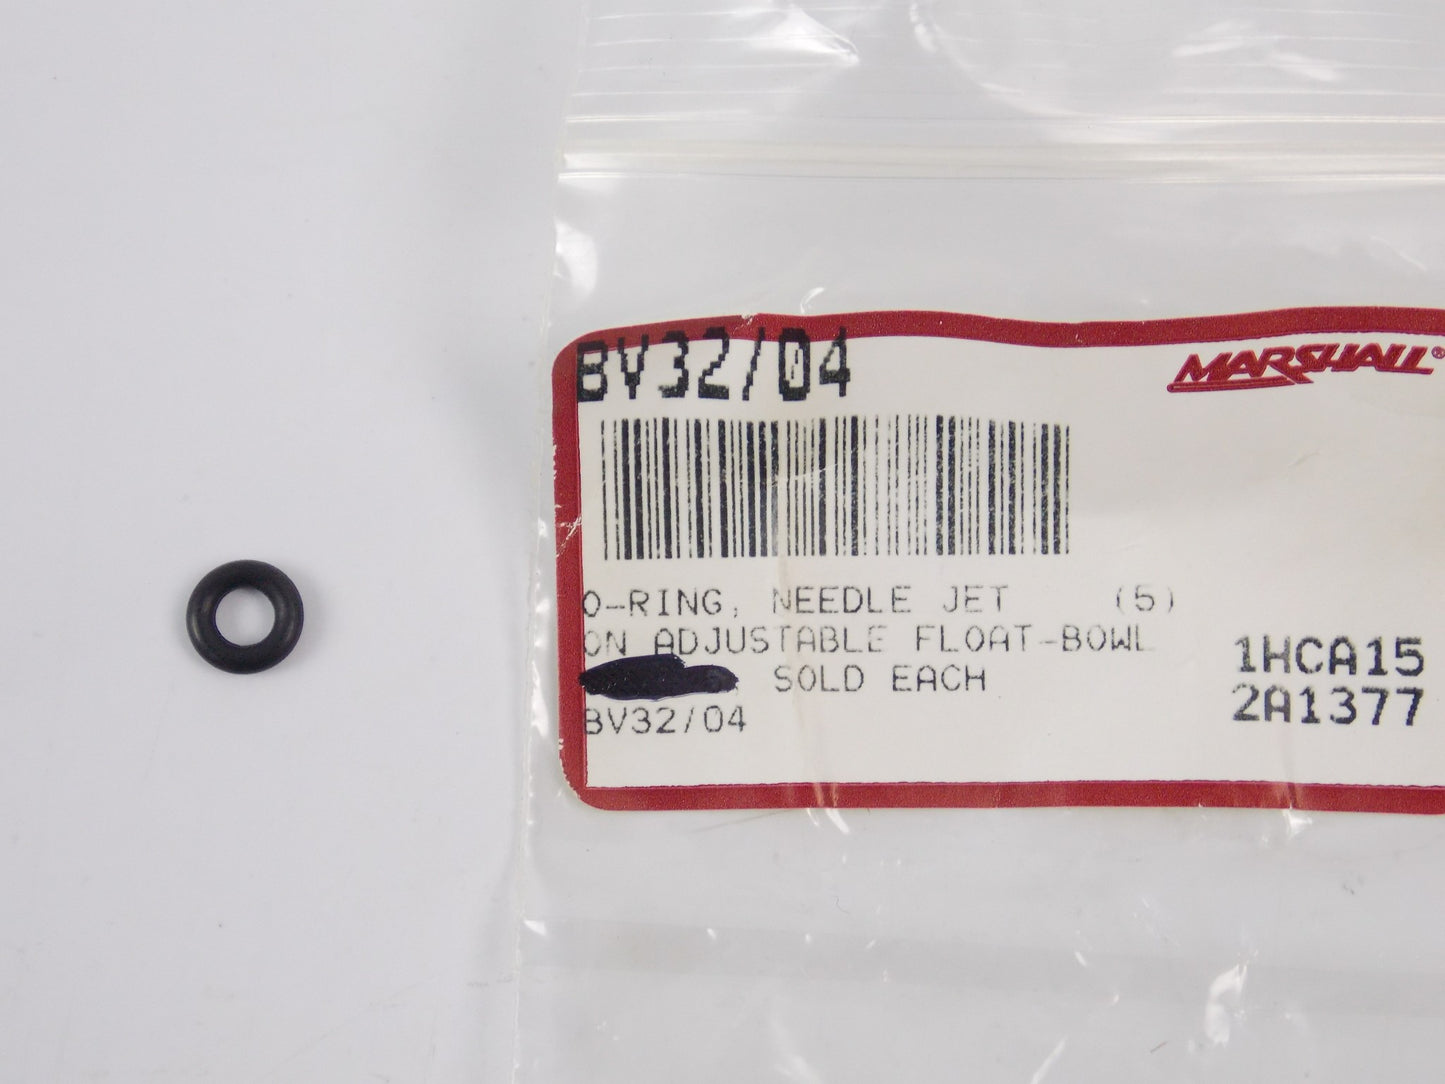 BV32/04
MARSHALL®
O-RING, NEEDLE JET (5)
ON ADJUSTABLE FLOAT-BOWL
SOLD EACH
BV32/04
1HCA15
2A1377